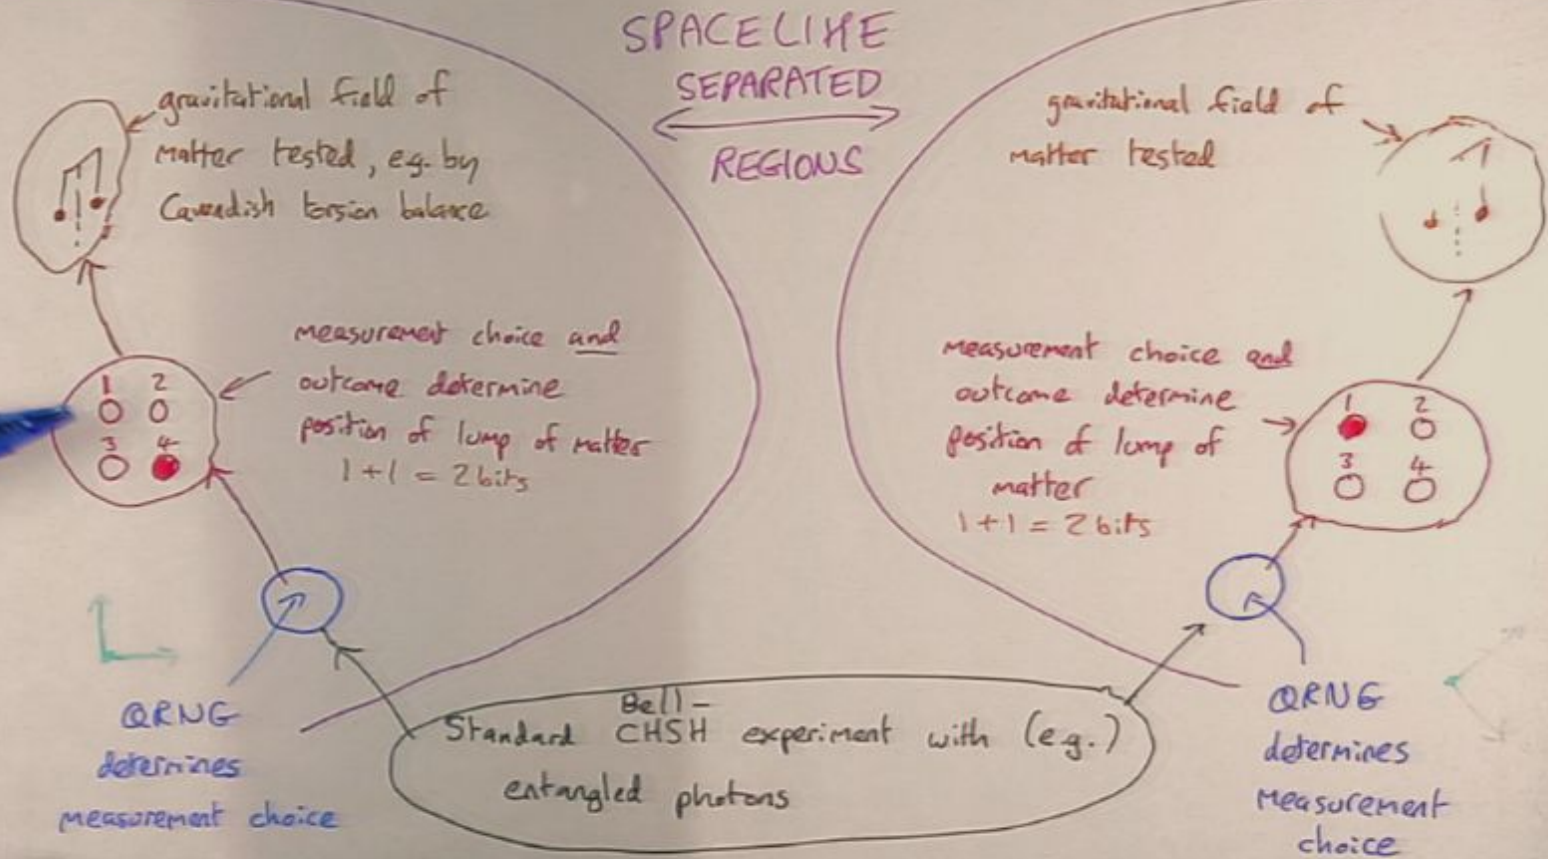 SPACELIKE
SEPARATED
REGIONS
gravitational field of
matter tested, e.g. by
Cavendish torsion balance
gravitational field of
matter tested
measurement choice and
outcome determine
position of lump of matter
1+1 = 2 bits
1 2
3 4
measurement choice and
outcome determine
position of lump of
matter
1+1 = 2 bits
1 2
3 4
QRNG
determines
measurement choice
Bell-
Standard CHSH experiment with (e.g.)
entangled photons
QRNG
determines
measurement
choice